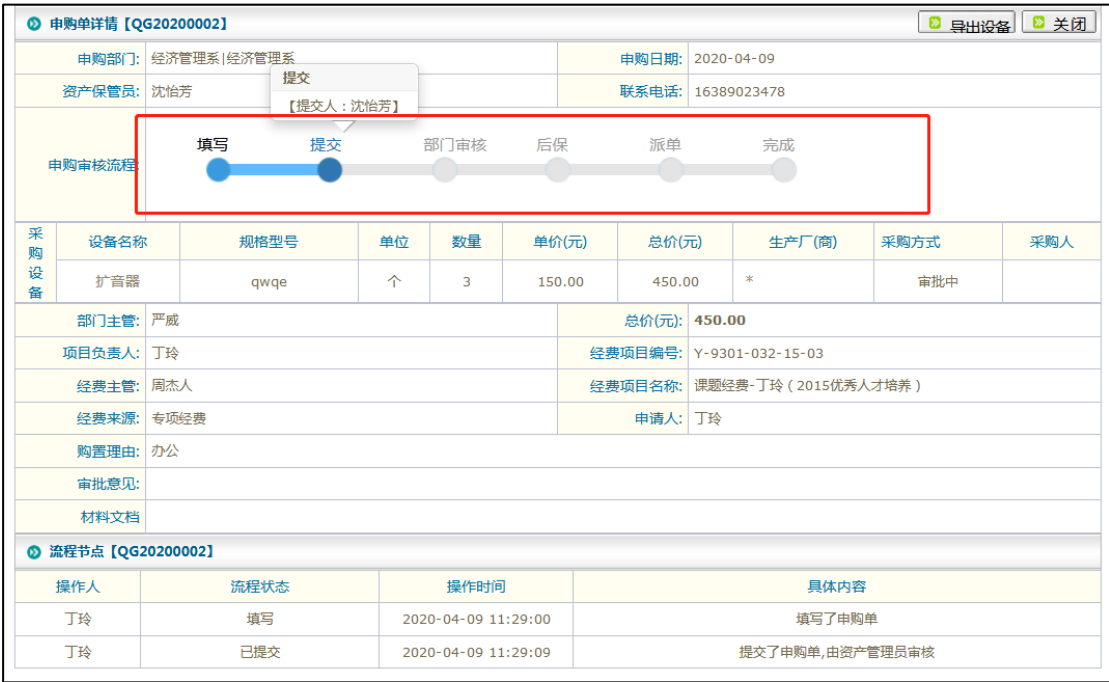 申购单详情【QG20200002】 导出设备 关闭
申购部门: 经济管理系|经济管理系 申购日期: 2020-04-09
资产保管员: 沈怡芳 联系电话: 16389023478
提交
【提交人：沈怡芳】
申购审核流程: 填写 提交 部门审核 后保 派单 完成
采购设备 设备名称 规格型号 单位 数量 单价(元) 总价(元) 生产厂(商) 采购方式 采购人
扩音器 qwqe 个 3 150.00 450.00 * 审批中
部门主管: 严威 总价(元): 450.00
项目负责人: 丁玲 经费项目编号: Y-9301-032-15-03
经费主管: 周杰人 经费项目名称: 课题经费-丁玲（2015优秀人才培养）
经费来源: 专项经费 申请人: 丁玲
购置理由: 办公
审批意见:
材料文档
流程节点【QG20200002】
操作人 流程状态 操作时间 具体内容
丁玲 填写 2020-04-09 11:29:00 填写了申购单
丁玲 已提交 2020-04-09 11:29:09 提交了申购单,由资产管理员审核